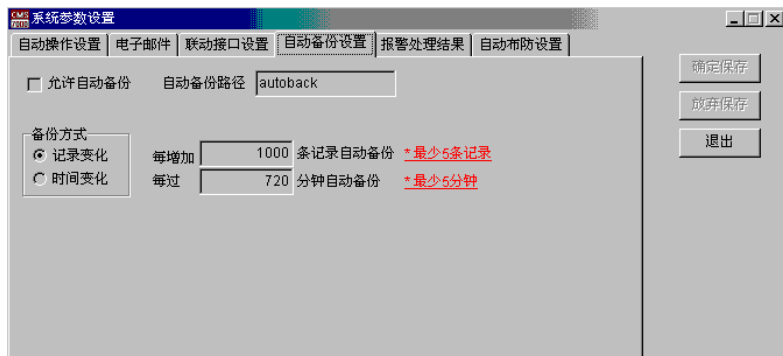 CMS 7000 系统参数设置
自动操作设置 电子邮件 联动接口设置 自动备份设置 报警处理结果 自动布防设置
允许自动备份 自动备份路径 autoback
确定保存
放弃保存
退出
备份方式
记录变化 每增加 1000 条记录自动备份 *最少5条记录
时间变化 每过 720 分钟自动备份 *最少5分钟